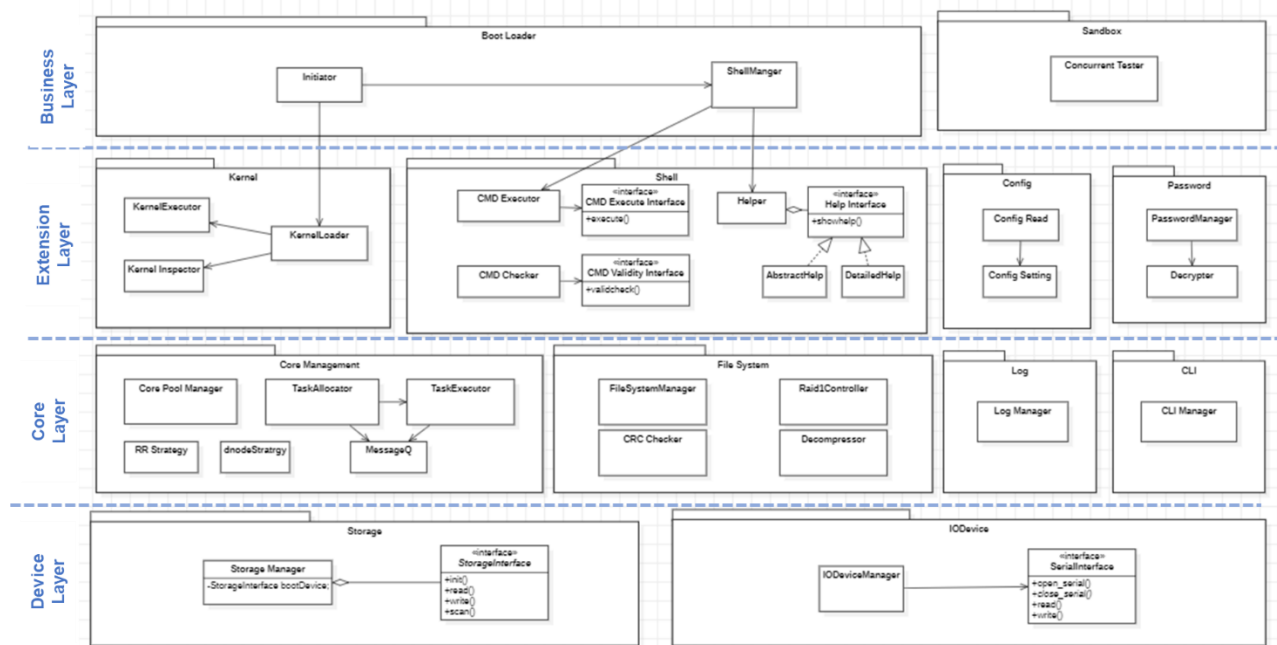 Business
Layer
Boot Loader
Initiator
ShellManger
Sandbox
Concurrent Tester
Extension
Layer
Kernel
KernelExecutor
KernelLoader
Kernel Inspector
Shell
CMD Executor
«interface»
CMD Execute Interface
+execute()
Helper
«interface»
Help Interface
+showhelp()
CMD Checker
«interface»
CMD Validity Interface
+validcheck()
AbstractHelp
DetailedHelp
Config
Config Read
Config Setting
Password
PasswordManager
Decrypter
Core
Layer
Core Management
Core Pool Manager
TaskAllocator
TaskExecutor
RR Strategy
dnodeStratrgy
MessageQ
File System
FileSystemManager
Raid1Controller
CRC Checker
Decompressor
Log
Log Manager
CLI
CLI Manager
Device
Layer
Storage
Storage Manager
-StorageInterface bootDevice;
«interface»
StorageInterface
+init()
+read()
+write()
+scan()
IODevice
IODeviceManager
«interface»
SerialInterface
+open_serial()
+close_serial()
+read()
+write()